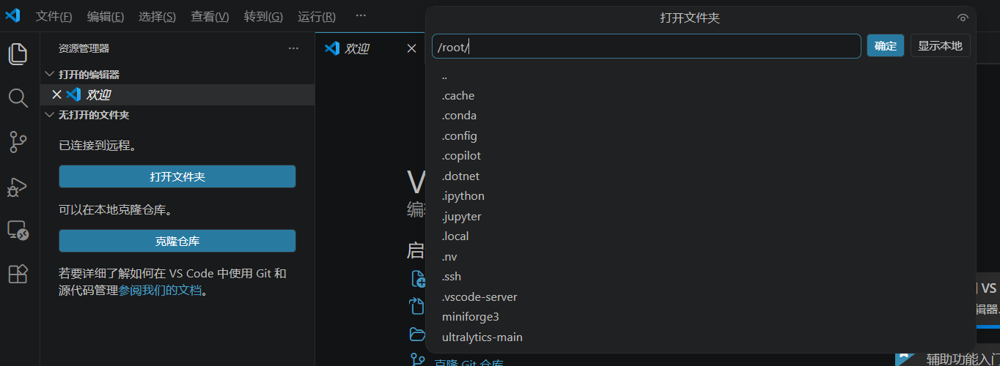 文件(F) 编辑(E) 选择(S) 查看(V) 转到(G) 运行(R) ···
打开文件夹
资源管理器 ···
欢迎
/root/
确定
显示本地
打开的编辑器
欢迎
无打开的文件夹
已连接到远程。
打开文件夹
可以在本地克隆仓库。
克隆仓库
若要详细了解如何在 VS Code 中使用 Git 和
源代码管理参阅我们的文档。
..
.cache
.conda
.config
.copilot
.dotnet
.ipython
.jupyter
.local
.nv
.ssh
.vscode-server
miniforge3
ultralytics-main
V
编
启
VS
辑器.
克隆 Git 仓库
辅助功能入门